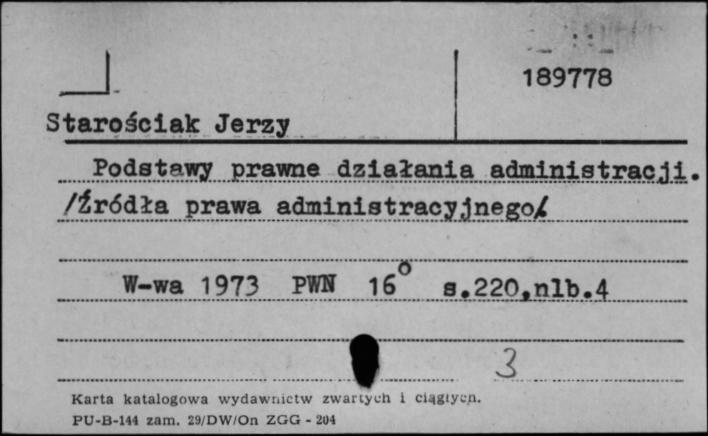 189778
Starościak Jerzy
Podstawy prawne działania administracji.
/Źródła prawa administracyjnego/
W-wa 1973 PWN 16° s.220,nlb.4
3
Karta katalogowa wydawnictw zwartych i ciągłych.
PU-B-144 zam. 29/DW/On ZGG - 204